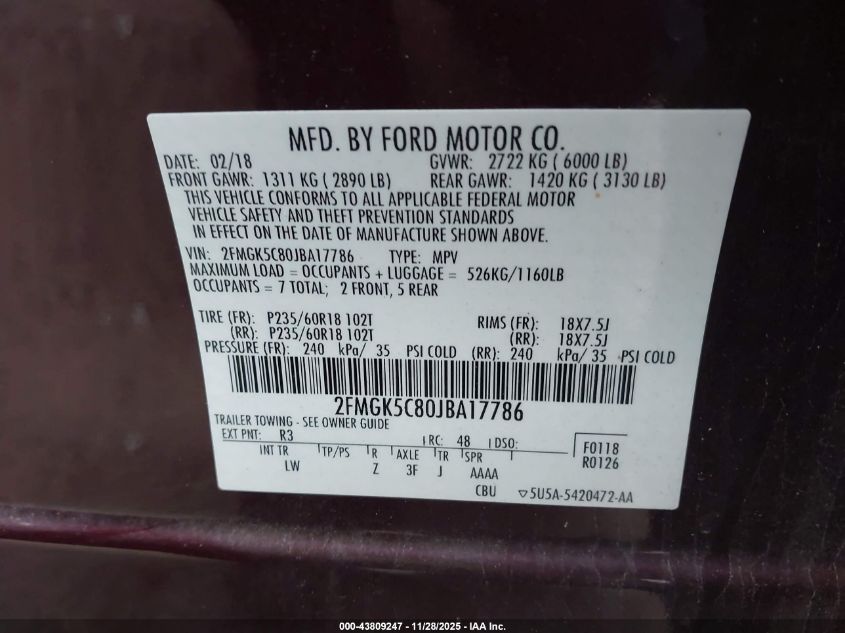 MFD. BY FORD MOTOR CO.
DATE: 02/18 GVWR: 2722 KG ( 6000 LB)
FRONT GAWR: 1311 KG ( 2890 LB) REAR GAWR: 1420 KG ( 3130 LB)
THIS VEHICLE CONFORMS TO ALL APPLICABLE FEDERAL MOTOR
VEHICLE SAFETY AND THEFT PREVENTION STANDARDS
IN EFFECT ON THE DATE OF MANUFACTURE SHOWN ABOVE.
VIN: 2FMGK5C80JBA17786 TYPE: MPV
MAXIMUM LOAD = OCCUPANTS + LUGGAGE = 526KG/1160LB
OCCUPANTS = 7 TOTAL; 2 FRONT, 5 REAR
TIRE (FR): P235/60R18 102T RIMS (FR): 18X7.5J
(RR): P235/60R18 102T (RR): 18X7.5J
PRESSURE (FR): 240 kPa/ 35 PSI COLD (RR): 240 kPa/ 35 PSI COLD
2FMGK5C80JBA17786
TRAILER TOWING - SEE OWNER GUIDE
EXT PNT: R3 RC: 48 DSO: F0118
R0126
INT TR TP/PS R AXLE TR SPR
LW Z 3F J AAAA
CBU ▽5U5A-5420472-AA
000-43809247 - 11/28/2025 - IAA Inc.